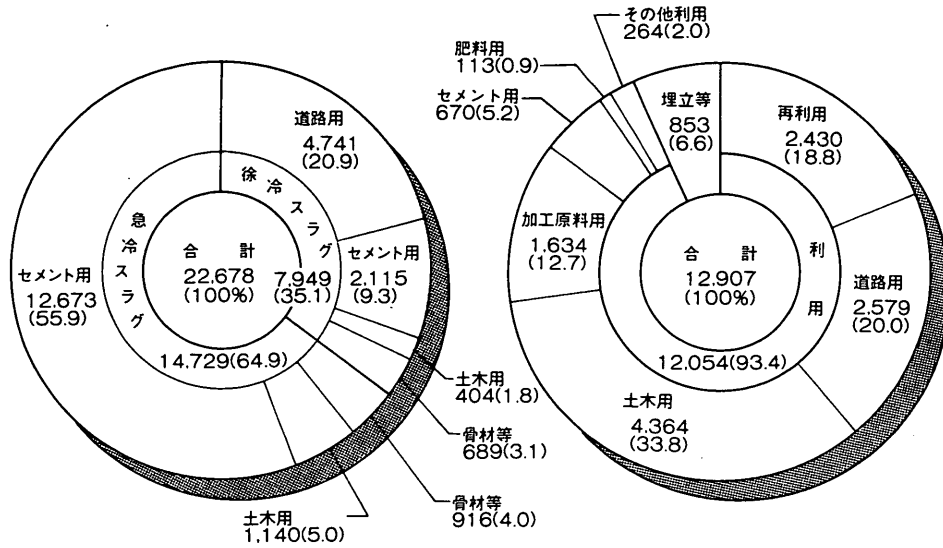 道路用
4.741
(20.9)
徐冷スラグ
急冷スラグ
合計
22,678
(100%)
7,949
(35.1)
セメント用
2,115
(9.3)
セメント用
12.673
(55.9)
14,729(64.9)
土木用
404(1.8)
骨材等
689(3.1)
骨材等
916(4.0)
土木用
1,140(5.0)
その他利用
264(2.0)
肥料用
113(0.9)
セメント用
670(5.2)
埋立等
853
(6.6)
再利用
2,430
(18.8)
加工原料用
1.634
(12.7)
合計
12.907
(100%)
利用
12,054(93.4)
道路用
2.579
(20.0)
土木用
4.364
(33.8)